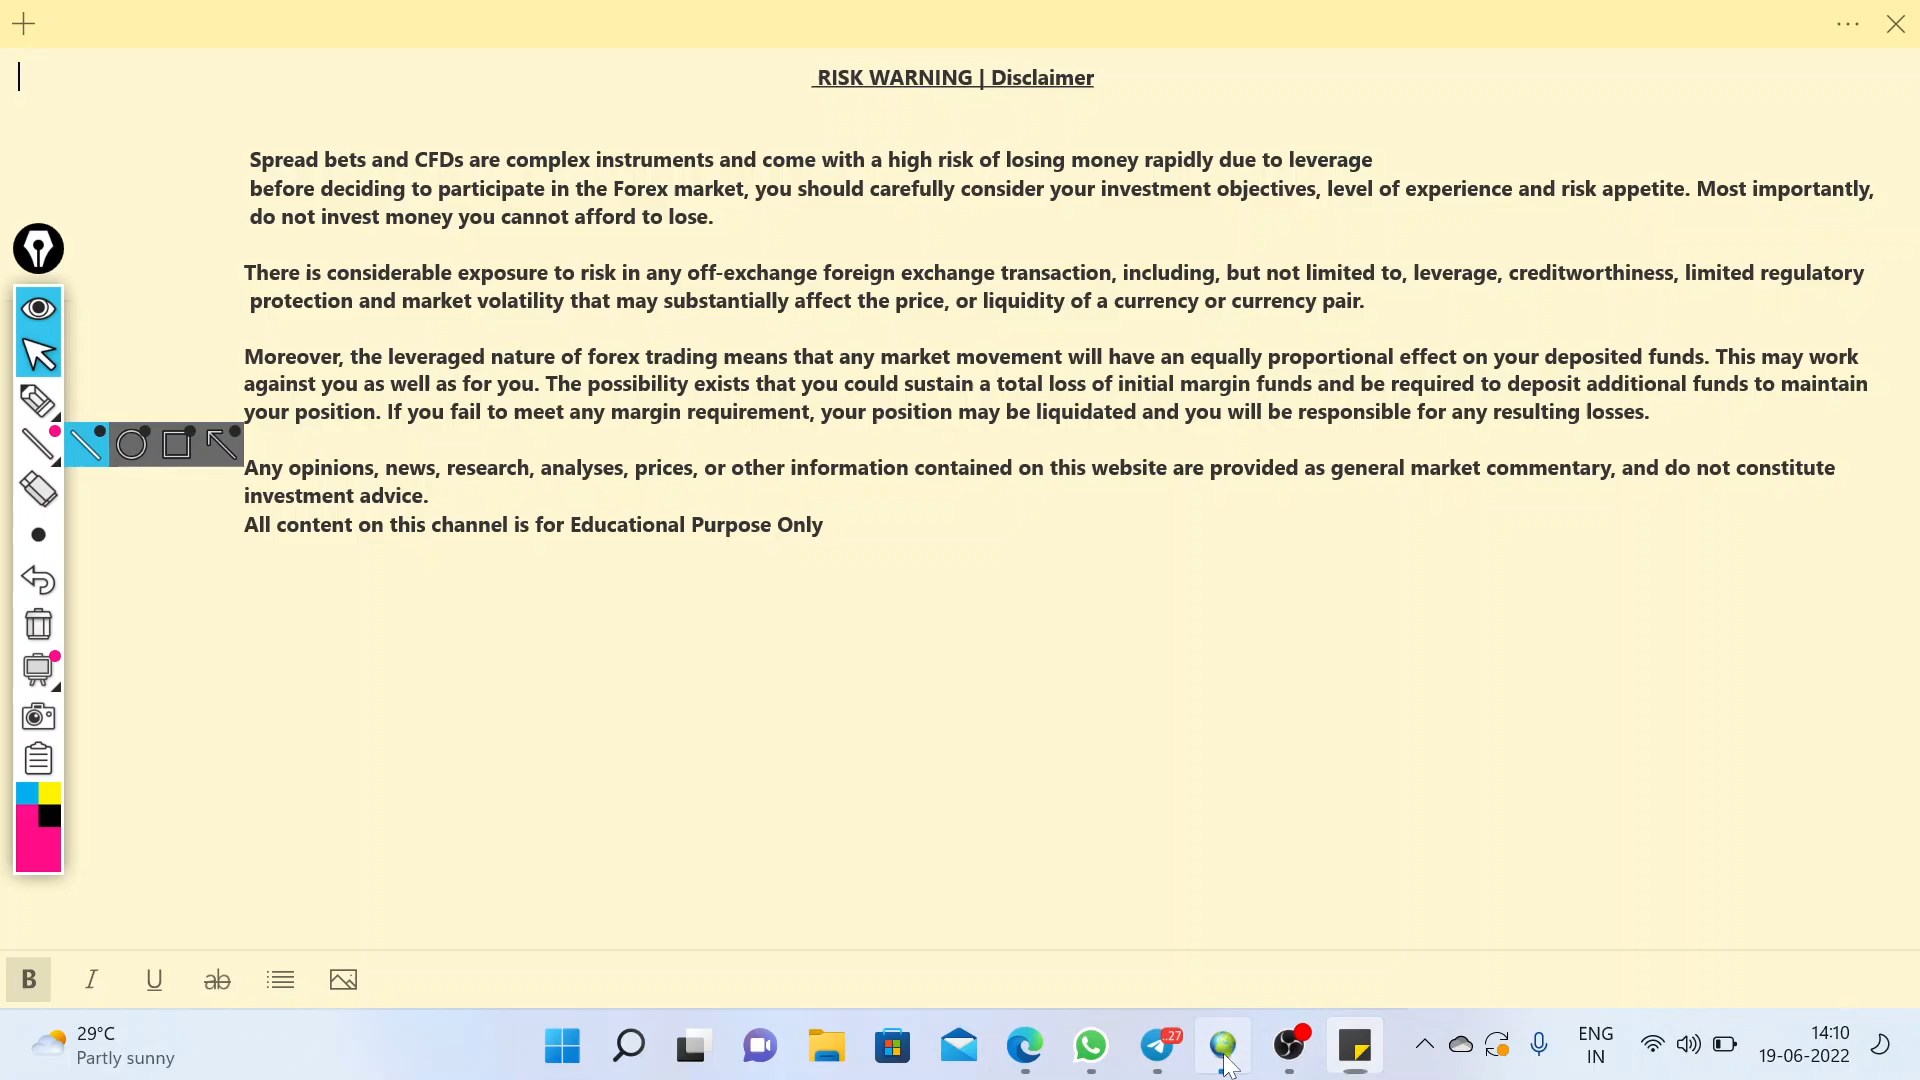 RISK WARNING | Disclaimer
Spread bets and CFDs are complex instruments and come with a high risk of losing money rapidly due to leverage
before deciding to participate in the Forex market, you should carefully consider your investment objectives, level of experience and risk appetite. Most importantly,
do not invest money you cannot afford to lose.
There is considerable exposure to risk in any off-exchange foreign exchange transaction, including, but not limited to, leverage, creditworthiness, limited regulatory
protection and market volatility that may substantially affect the price, or liquidity of a currency or currency pair.
Moreover, the leveraged nature of forex trading means that any market movement will have an equally proportional effect on your deposited funds. This may work
against you as well as for you. The possibility exists that you could sustain a total loss of initial margin funds and be required to deposit additional funds to maintain
your position. If you fail to meet any margin requirement, your position may be liquidated and you will be responsible for any resulting losses.
Any opinions, news, research, analyses, prices, or other information contained on this website are provided as general market commentary, and do not constitute
investment advice.
All content on this channel is for Educational Purpose Only
B I U ab
29°C
Partly sunny
..27
ENG
IN
14:10
19-06-2022